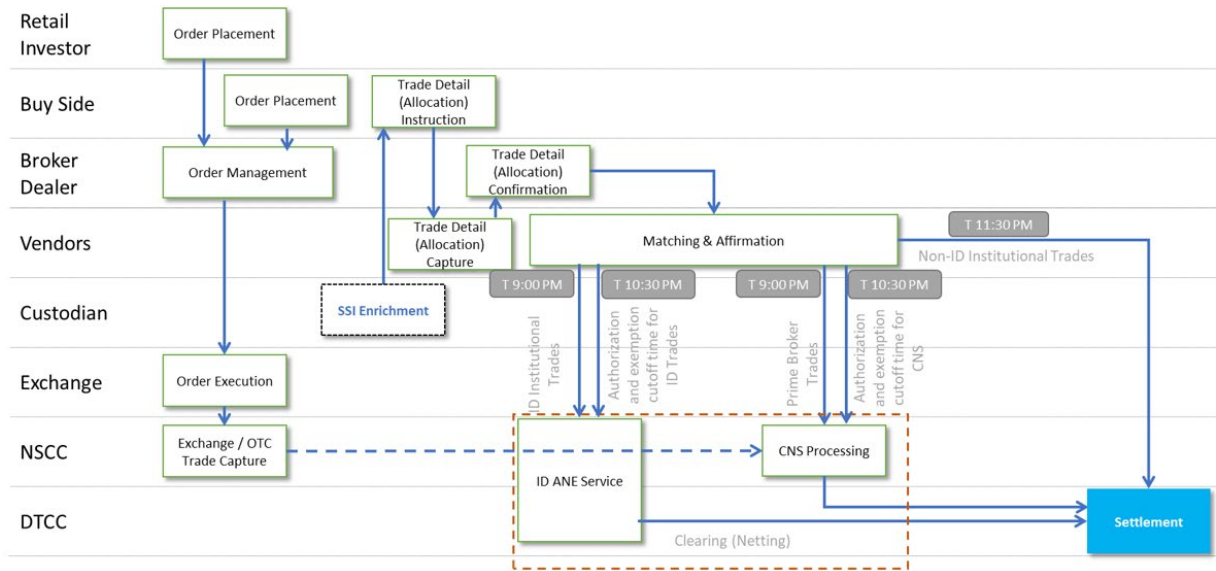 Retail
Investor
Order Placement
Buy Side
Order Placement
Trade Detail
(Allocation)
Instruction
Broker
Dealer
Order Management
Trade Detail
(Allocation)
Confirmation
Vendors
Trade Detail
(Allocation)
Capture
Matching & Affirmation
T 11:30 PM
Non-ID Institutional Trades
T 9:00 PM
T 10:30 PM
T 9:00 PM
T 10:30 PM
Custodian
SSI Enrichment
ID Institutional
Trades
Authorization
and exemption
cutoff time for
ID Trades
Prime Broker
Trades
Authorization
and exemption
cutoff time for
CNS
Exchange
Order Execution
NSCC
Exchange / OTC
Trade Capture
ID ANE Service
CNS Processing
DTCC
Clearing (Netting)
Settlement